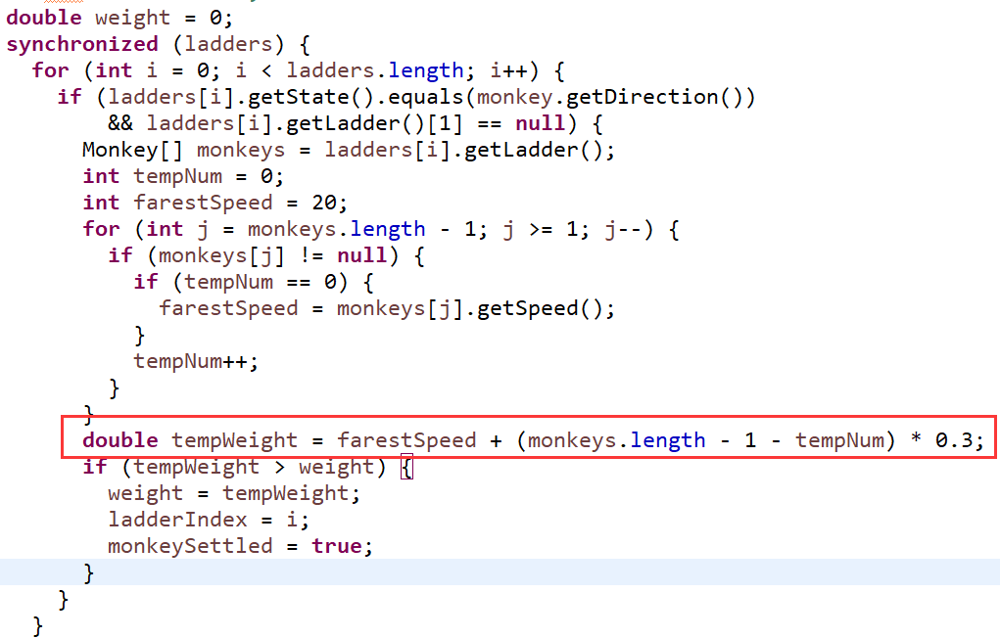 double weight = 0;
synchronized (ladders) {
for (int i = 0; i < ladders.length; i++) {
if (ladders[i].getState().equals(monkey.getDirection())
&& ladders[i].getLadder()[1] == null) {
Monkey[] monkeys = ladders[i].getLadder();
int tempNum = 0;
int farestSpeed = 20;
for (int j = monkeys.length - 1; j >= 1; j--) {
if (monkeys[j] != null) {
if (tempNum == 0) {
farestSpeed = monkeys[j].getSpeed();
}
tempNum++;
}
}
double tempWeight = farestSpeed + (monkeys.length - 1 - tempNum) * 0.3;
if (tempWeight > weight) {
weight = tempWeight;
ladderIndex = i;
monkeySettled = true;
}
}
}